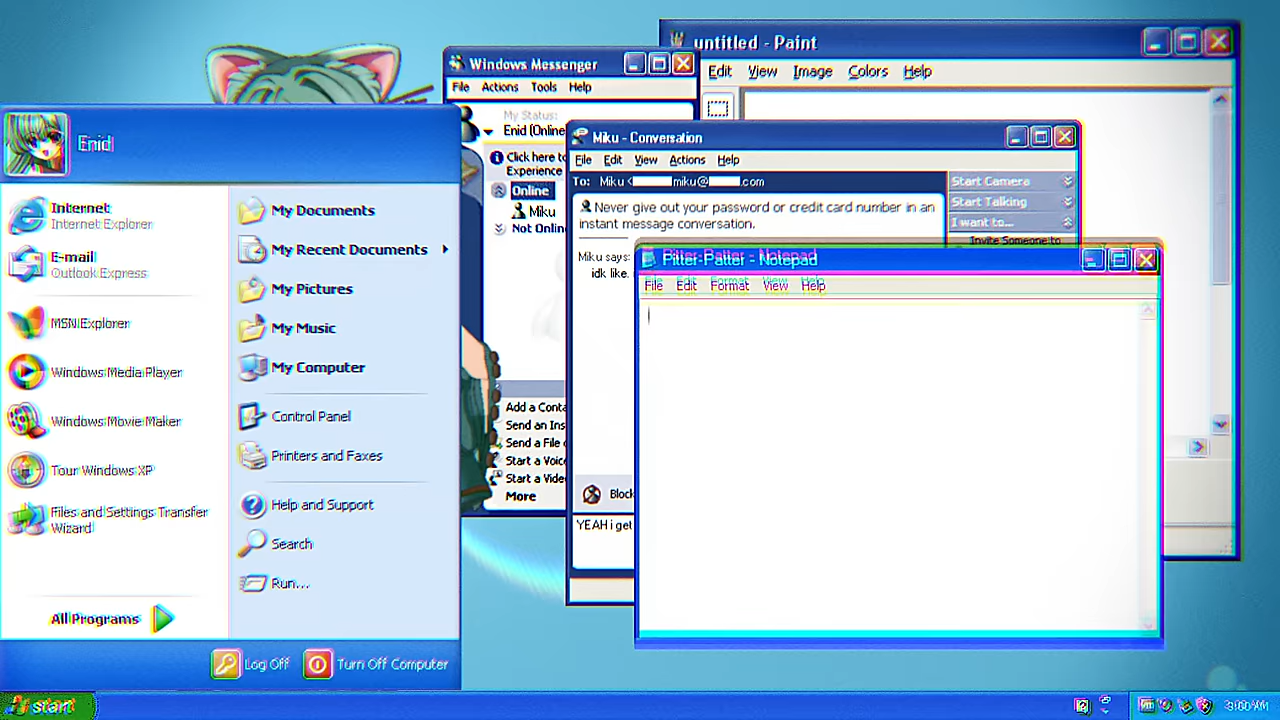 untitled - Paint
Edit View Image Colors Help
Windows Messenger
File Actions Tools Help
My Status:
Enid (Online
Click here to
Experience
Online
Miku
Not Online
Add a Conta
Send an Ins
Send a File o
Start a Voic
Start a Vide
More
Miku - Conversation
File Edit View Actions Help
To: Miku < miku@ .com
Never give out your password or credit card number in an
instant message conversation.
Miku says:
idk like.
Block
YEAH i get
Start Camera
Start Talking
I want to...
Invite Someone to
Pitter-Patter - Notepad
File Edit Format View Help
Enid
Internet
Internet Explorer
E-mail
Outlook Express
MSN Explorer
Windows Media Player
Windows Movie Maker
Tour Windows XP
Files and Settings Transfer
Wizard
All Programs
My Documents
My Recent Documents
My Pictures
My Music
My Computer
Control Panel
Printers and Faxes
Help and Support
Search
Run...
Log Off
Turn Off Computer
start
3:00 AM